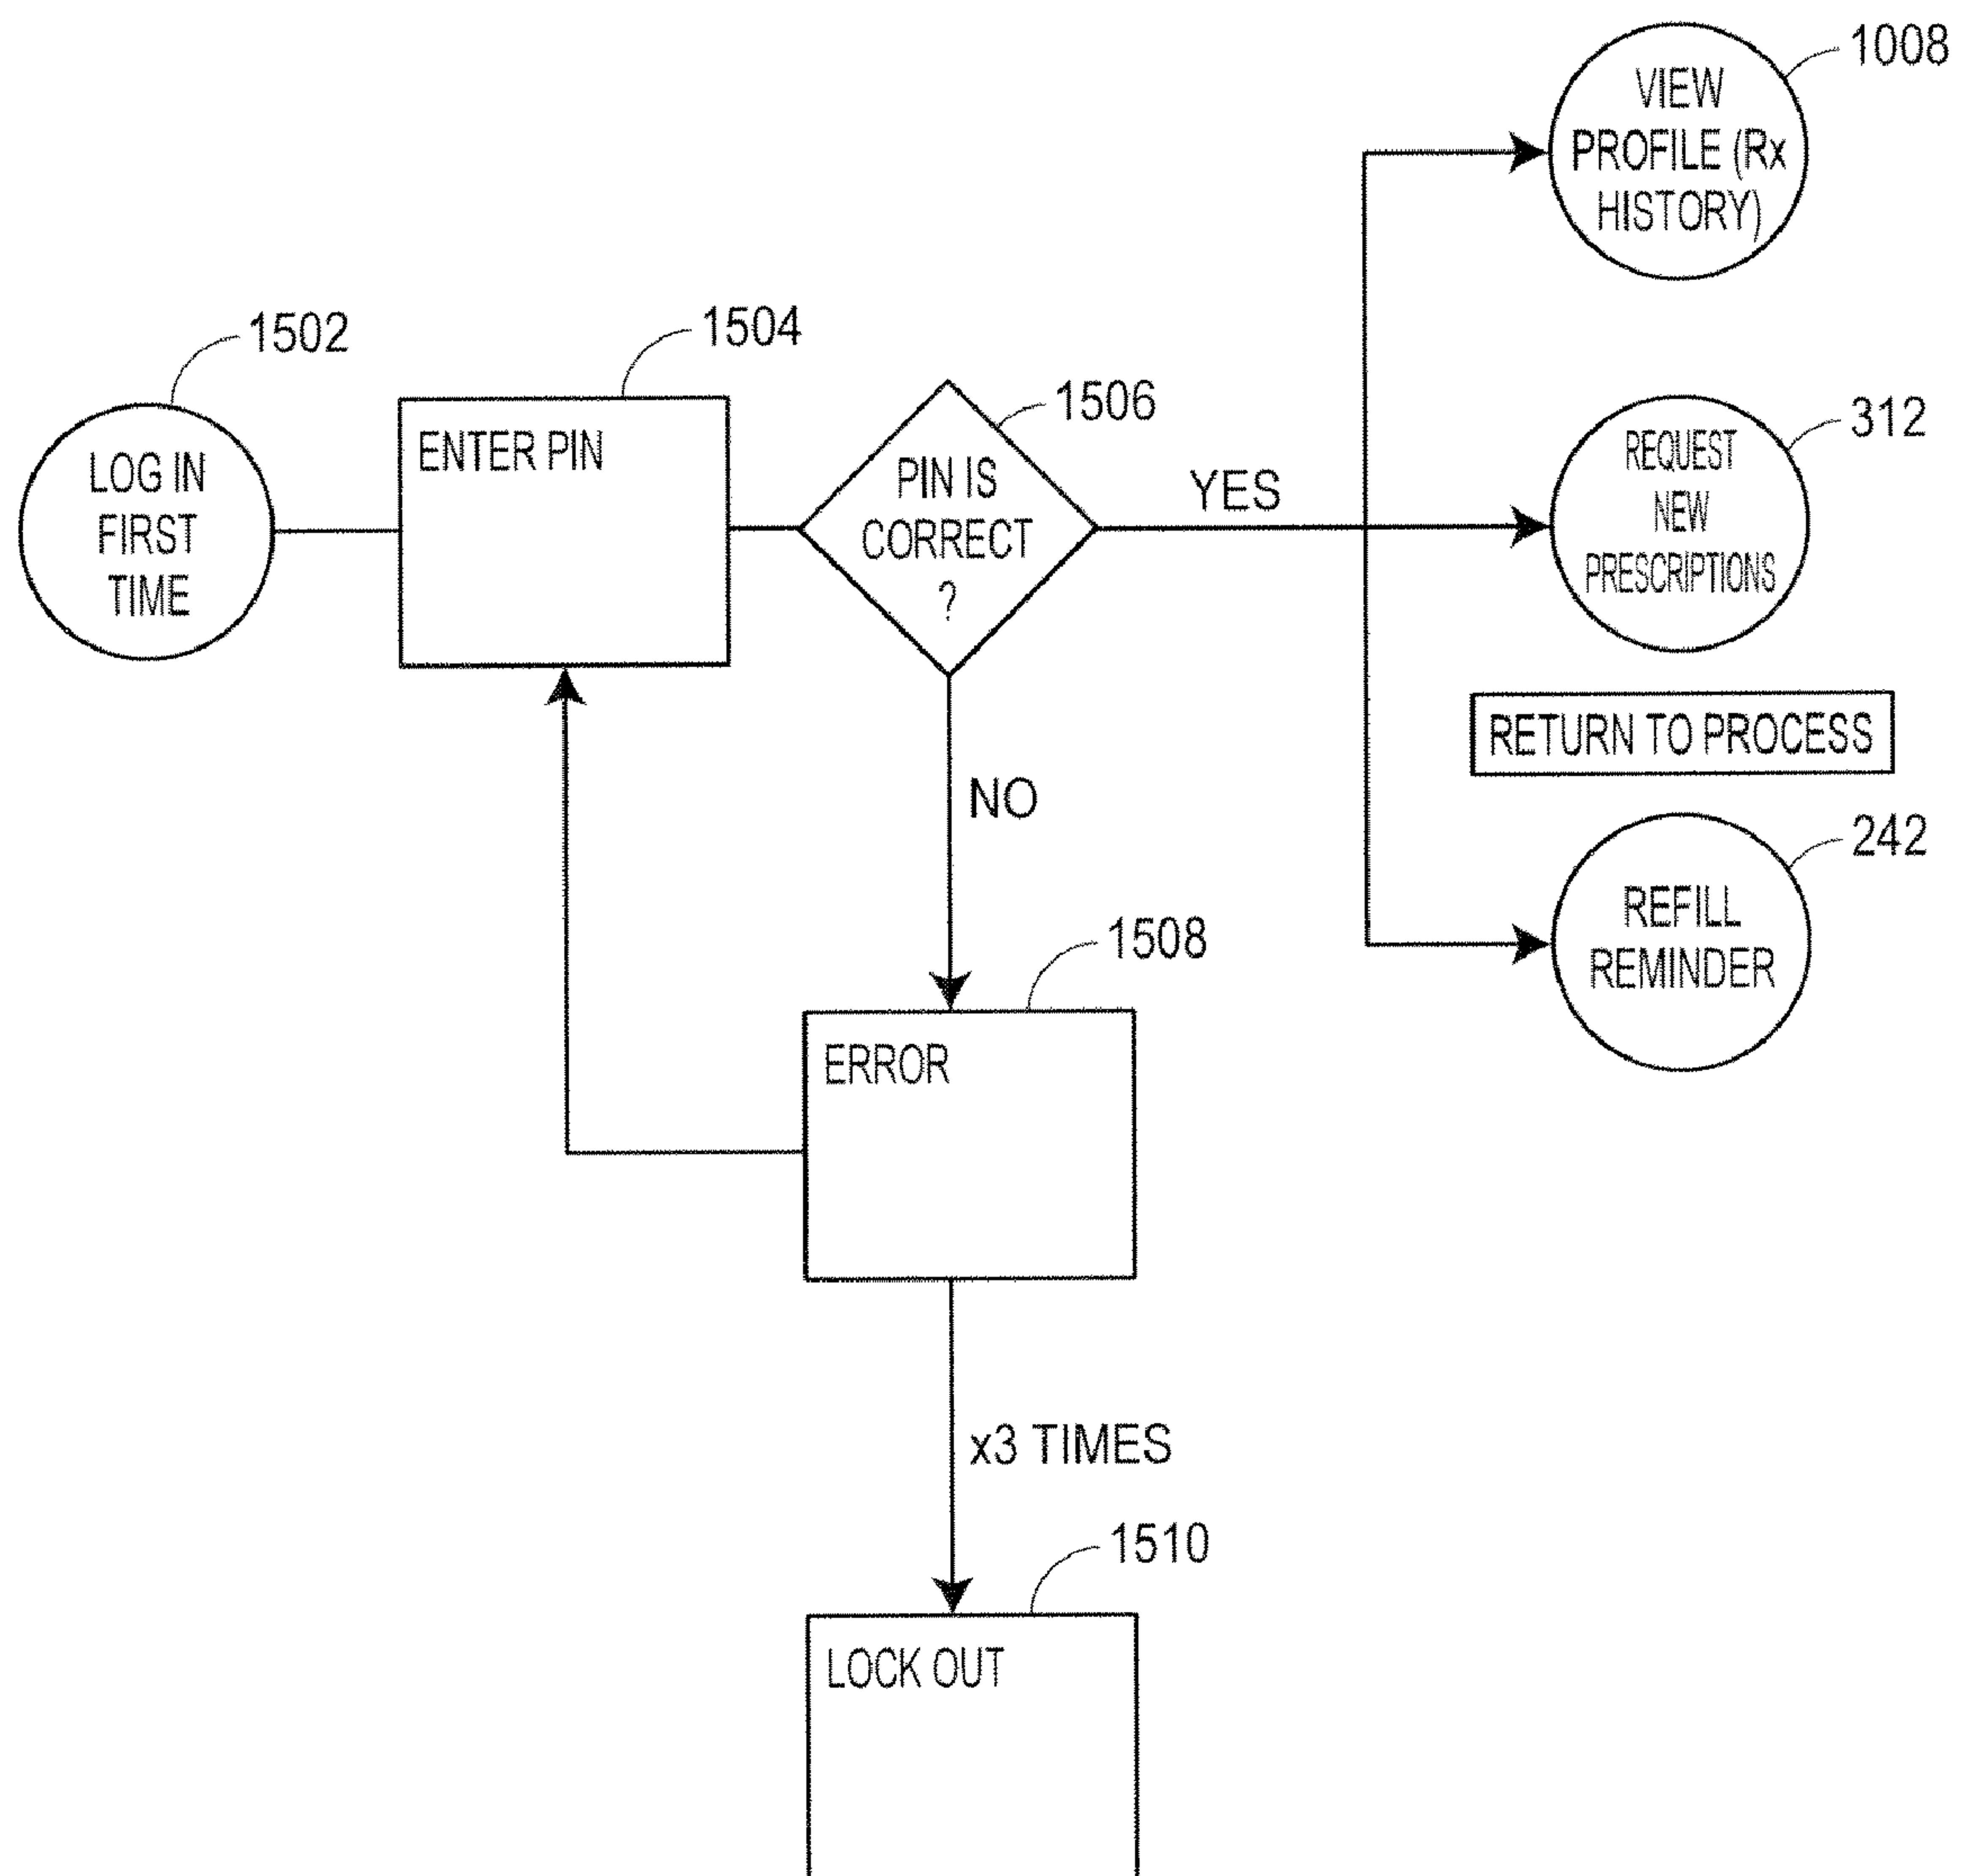 1008
VIEW
PROFILE (Rx
HISTORY)
1502
LOG IN
FIRST
TIME
1504
ENTER PIN
1506
PIN IS
CORRECT
?
YES
312
REQUEST
NEW
PRESCRIPTIONS
RETURN TO PROCESS
242
REFILL
REMINDER
NO
1508
ERROR
x3 TIMES
1510
LOCK OUT